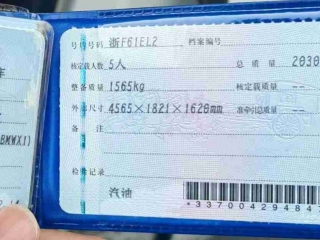 车
号牌号码 浙F61EL2 档案编号
核定载人数 5人 总质量 2030
整备质量 1565kg 核定载质量
外廓尺寸 4565×1821×1620mm 准牵引总质量
备注
BMWX1)
检验记录
汽油